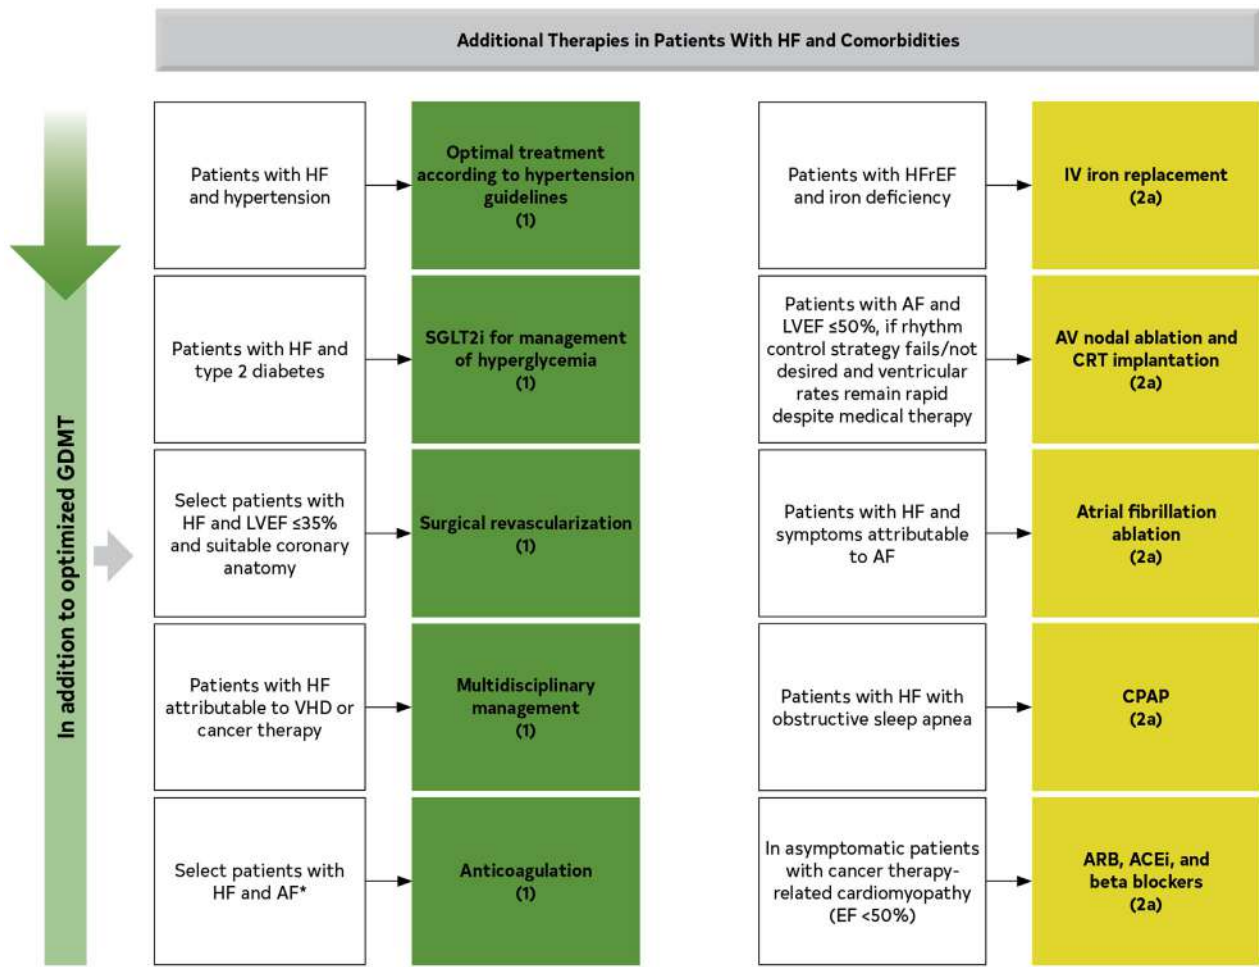 Additional Therapies in Patients With HF and Comorbidities
In addition to optimized GDMT
Patients with HF
and hypertension
Optimal treatment
according to hypertension
guidelines
(1)
Patients with HF and
type 2 diabetes
SGLT2i for management
of hyperglycemia
(1)
Select patients with
HF and LVEF ≤35%
and suitable coronary
anatomy
Surgical revascularization
(1)
Patients with HF
attributable to VHD or
cancer therapy
Multidisciplinary
management
(1)
Select patients with
HF and AF*
Anticoagulation
(1)
Patients with HFrEF
and iron deficiency
IV iron replacement
(2a)
Patients with AF and
LVEF ≤50%, if rhythm
control strategy fails/not
desired and ventricular
rates remain rapid
despite medical therapy
AV nodal ablation and
CRT implantation
(2a)
Patients with HF and
symptoms attributable
to AF
Atrial fibrillation
ablation
(2a)
Patients with HF with
obstructive sleep apnea
CPAP
(2a)
In asymptomatic patients
with cancer therapy-
related cardiomyopathy
(EF <50%)
ARB, ACEi, and
beta blockers
(2a)